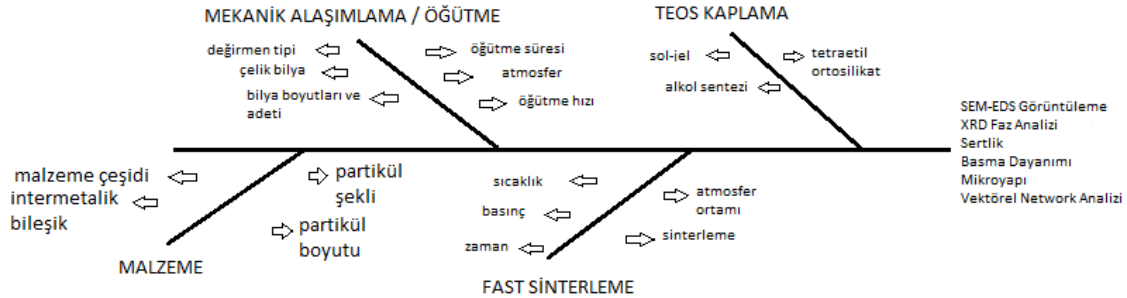 MEKANİK ALAŞIMLAMA / ÖĞÜTME
değirmen tipi
çelik bilya
bilya boyutları ve
adeti
öğütme süresi
atmosfer
öğütme hızı
TEOS KAPLAMA
sol-jel
alkol sentezi
tetraetil
ortosilikat
SEM-EDS Görüntüleme
XRD Faz Analizi
Sertlik
Basma Dayanımı
Mikroyapı
Vektörel Network Analizi
malzeme çeşidi
intermetalik
bileşik
partikül
şekli
partikül
boyutu
MALZEME
sıcaklık
basınç
zaman
atmosfer
ortamı
sinterleme
FAST SİNTERLEME